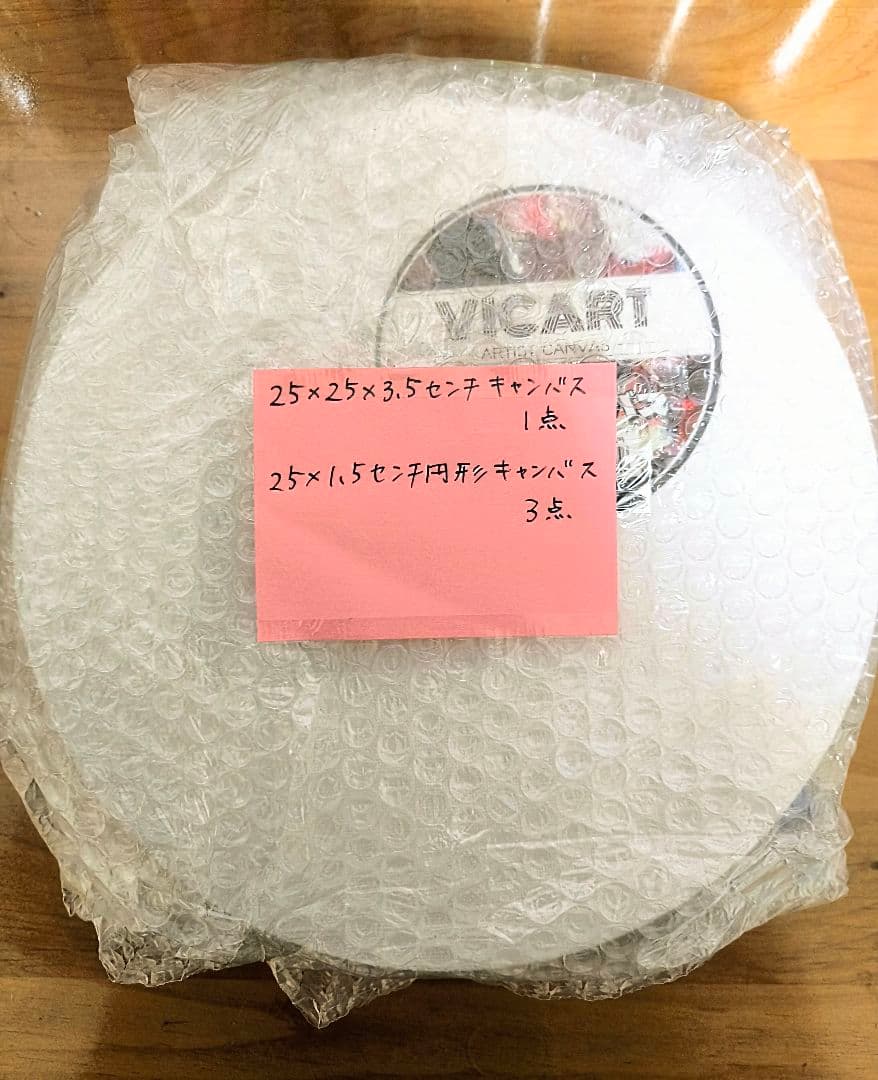 VICART
ARTIST CANVAS
25×25×3.5センチキャンバス
1点
25×1.5センチ円形キャンバス
3点